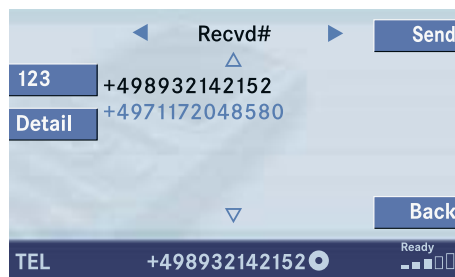 Recvd#
Send
123
+498932142152
+4971172048580
Detail
Back
TEL
+498932142152
Ready